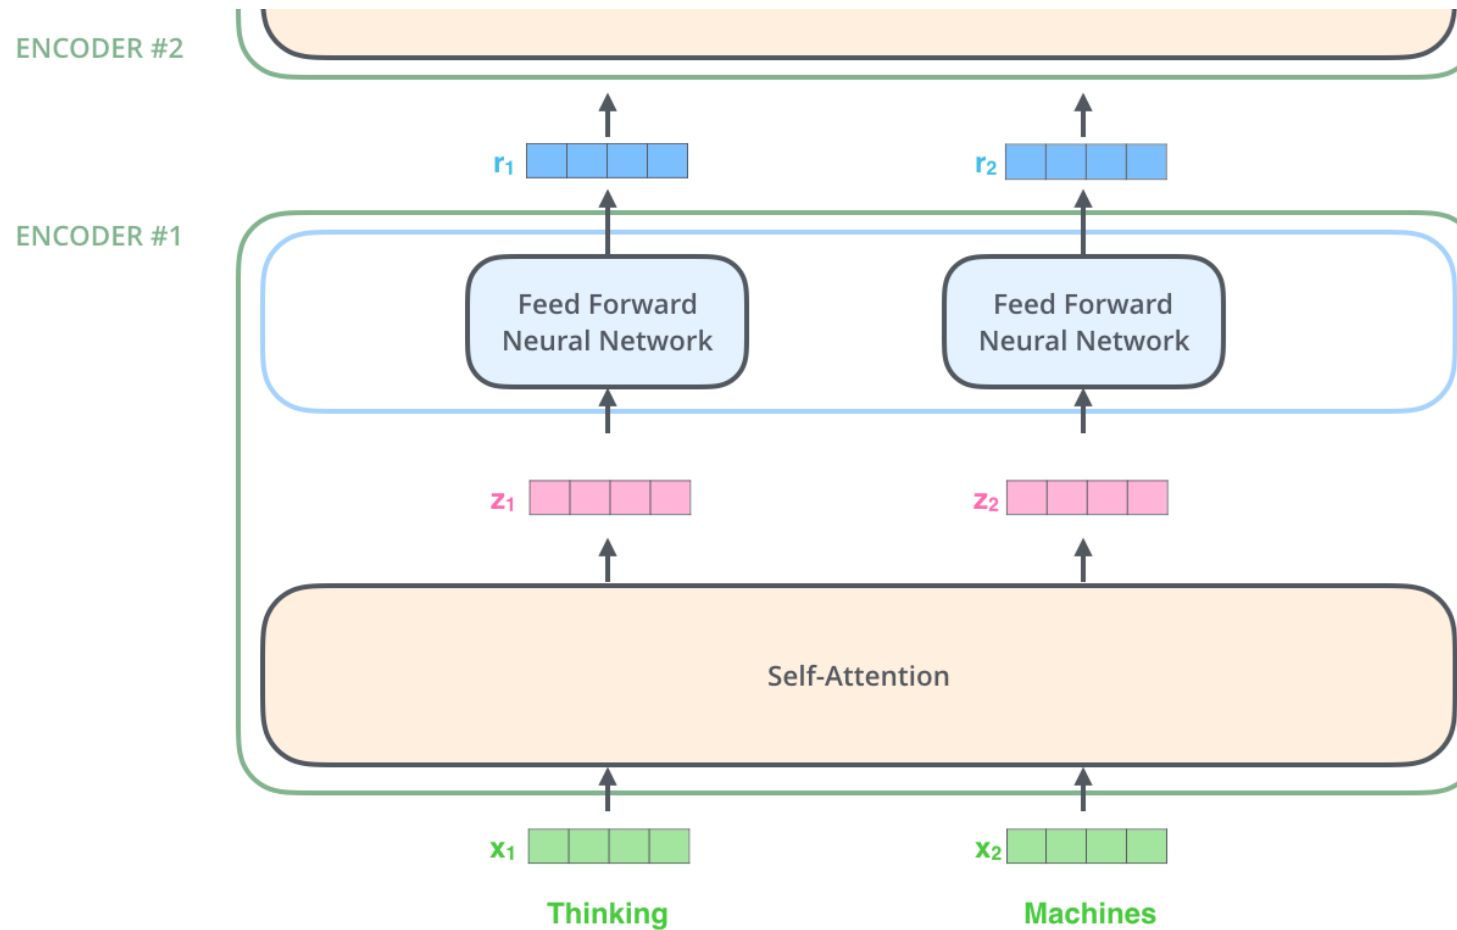 ENCODER #2
r₁ r₂
ENCODER #1
Feed Forward Neural Network
Feed Forward Neural Network
z₁ z₂
Self-Attention
x₁ x₂
Thinking Machines